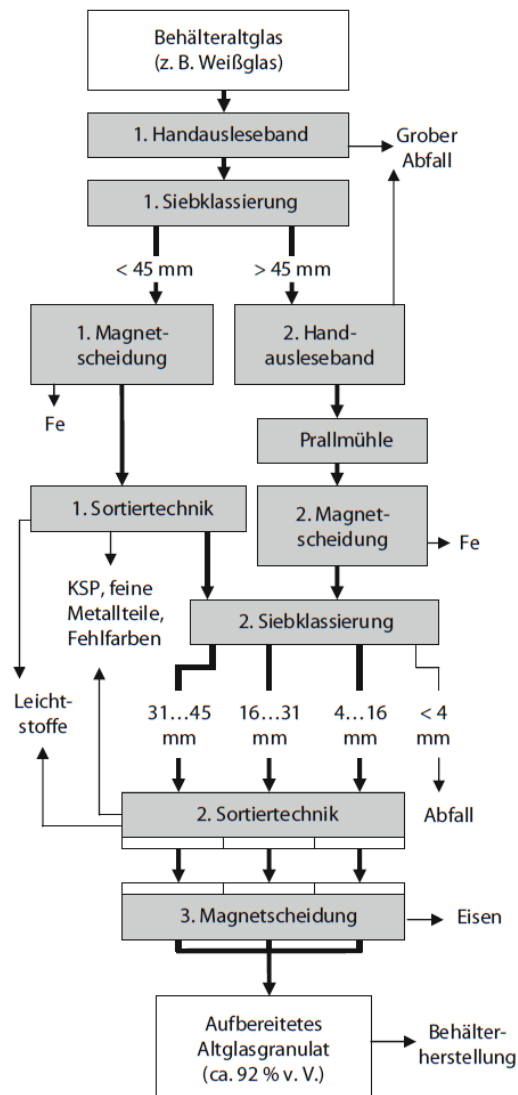 Behälteraltglas
(z. B. Weißglas)
1. Handausleseband
Grober
Abfall
1. Siebklassierung
< 45 mm
> 45 mm
1. Magnet-
scheidung
2. Hand-
ausleseband
Fe
Prallmühle
1. Sortiertechnik
2. Magnet-
scheidung
Fe
KSP, feine
Metallteile,
Fehlfarben
2. Siebklassierung
Leicht-
stoffe
31...45
mm
16...31
mm
4...16
mm
< 4
mm
2. Sortiertechnik
Abfall
3. Magnetscheidung
Eisen
Aufbereitetes
Altglasgranulat
(ca. 92 % v. V.)
Behälter-
herstellung